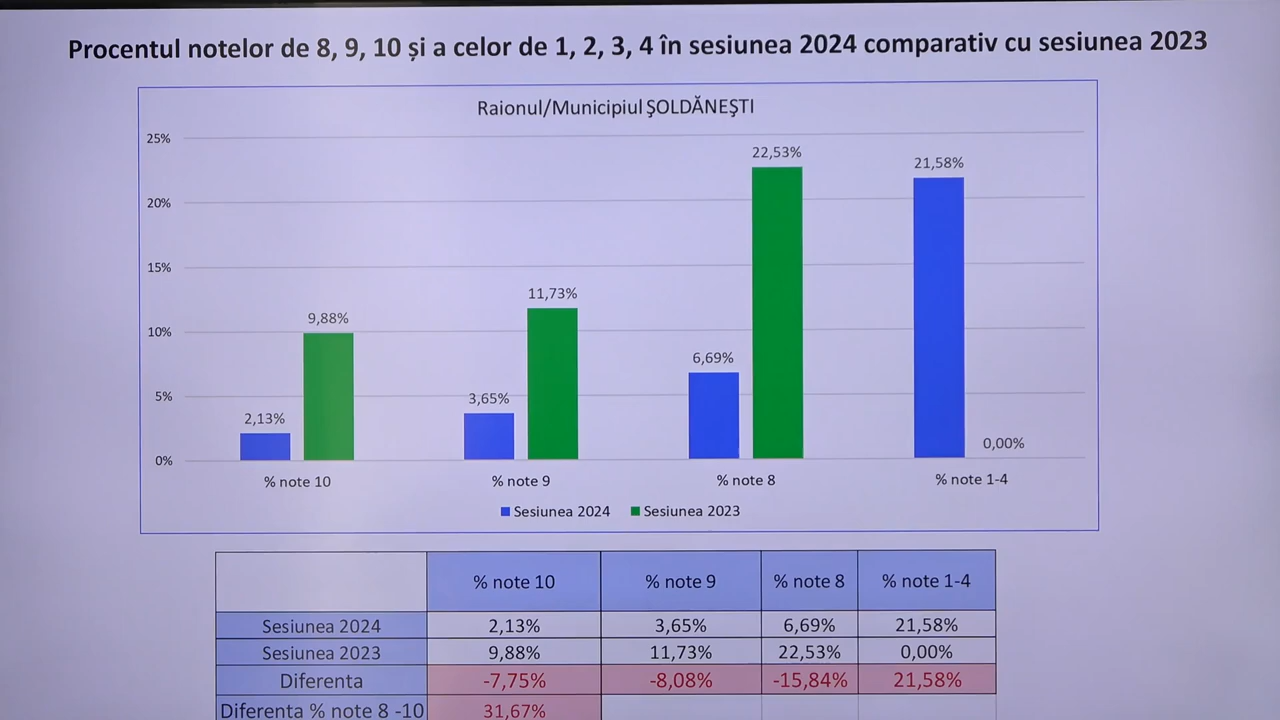 Procentul notelor de 8, 9, 10 și a celor de 1, 2, 3, 4 în sesiunea 2024 comparativ cu sesiunea 2023
Raionul/Municipiul ŞOLDĂNEŞTI
25%
20%
15%
10%
5%
0%
2,13%
9,88%
3,65%
11,73%
6,69%
22,53%
21,58%
0,00%
% note 10
% note 9
% note 8
% note 1-4
Sesiunea 2024 Sesiunea 2023
% note 10 % note 9 % note 8 % note 1-4
Sesiunea 2024 2,13% 3,65% 6,69% 21,58%
Sesiunea 2023 9,88% 11,73% 22,53% 0,00%
Diferenta -7,75% -8,08% -15,84% 21,58%
Diferenta % note 8 -10 31,67%